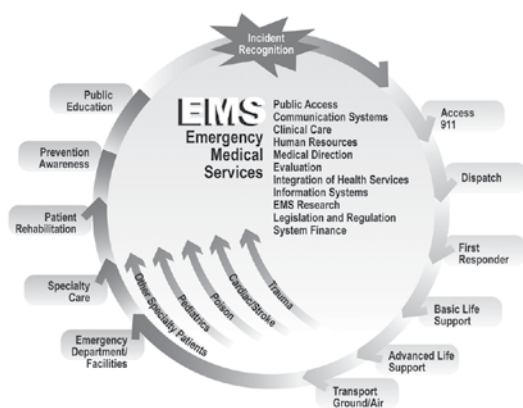 Incident
Recognition
EMS
Emergency
Medical
Services
Public Access
Communication Systems
Clinical Care
Human Resources
Medical Direction
Evaluation
Integration of Health Services
Information Systems
EMS Research
Legislation and Regulation
System Finance
Access
911
Dispatch
First
Responder
Basic Life
Support
Advanced Life
Support
Transport
Ground/Air
Emergency
Department/
Facilities
Specialty
Care
Patient
Rehabilitation
Prevention
Awareness
Public
Education
Other Specialty Patients
Pediatrics
Poison
Cardiac/Stroke
Trauma